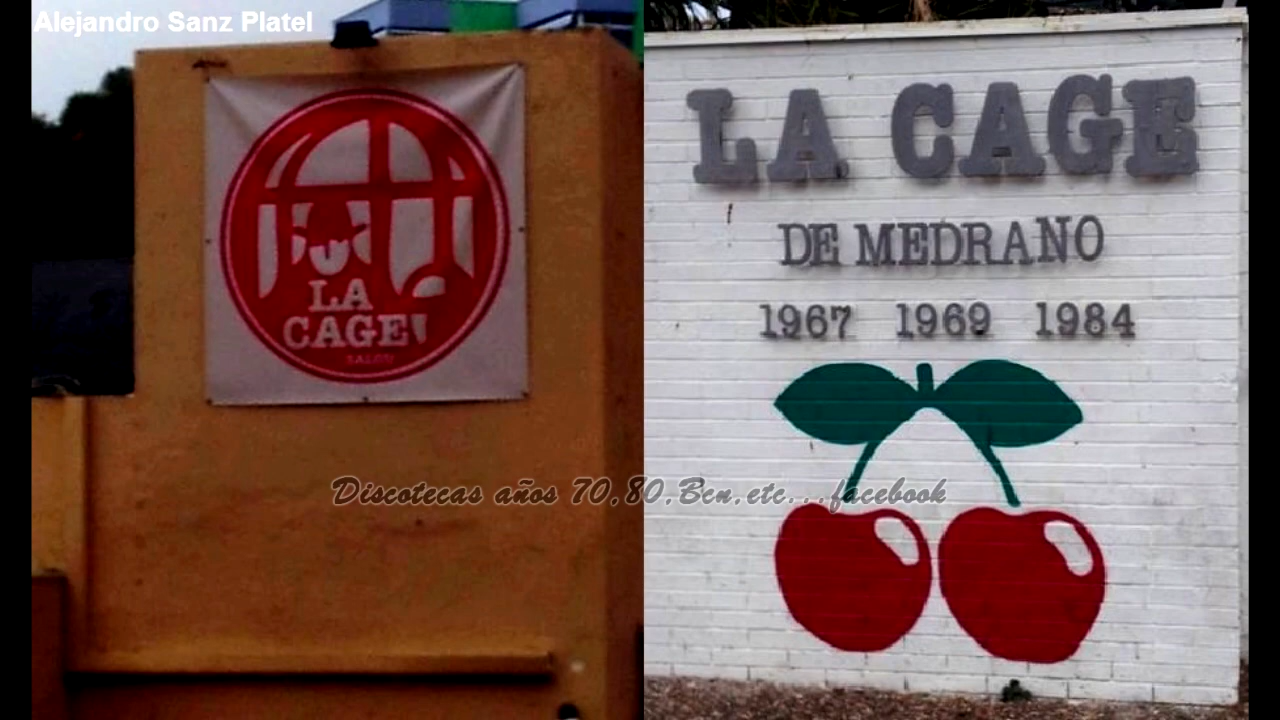 Alejandro Sanz Platel
LA
CAGE!
SALOU
LA CAGE
DE MEDRANO
1967 1969 1984
Discotecas años 70,80,Bcn,etc...facebook